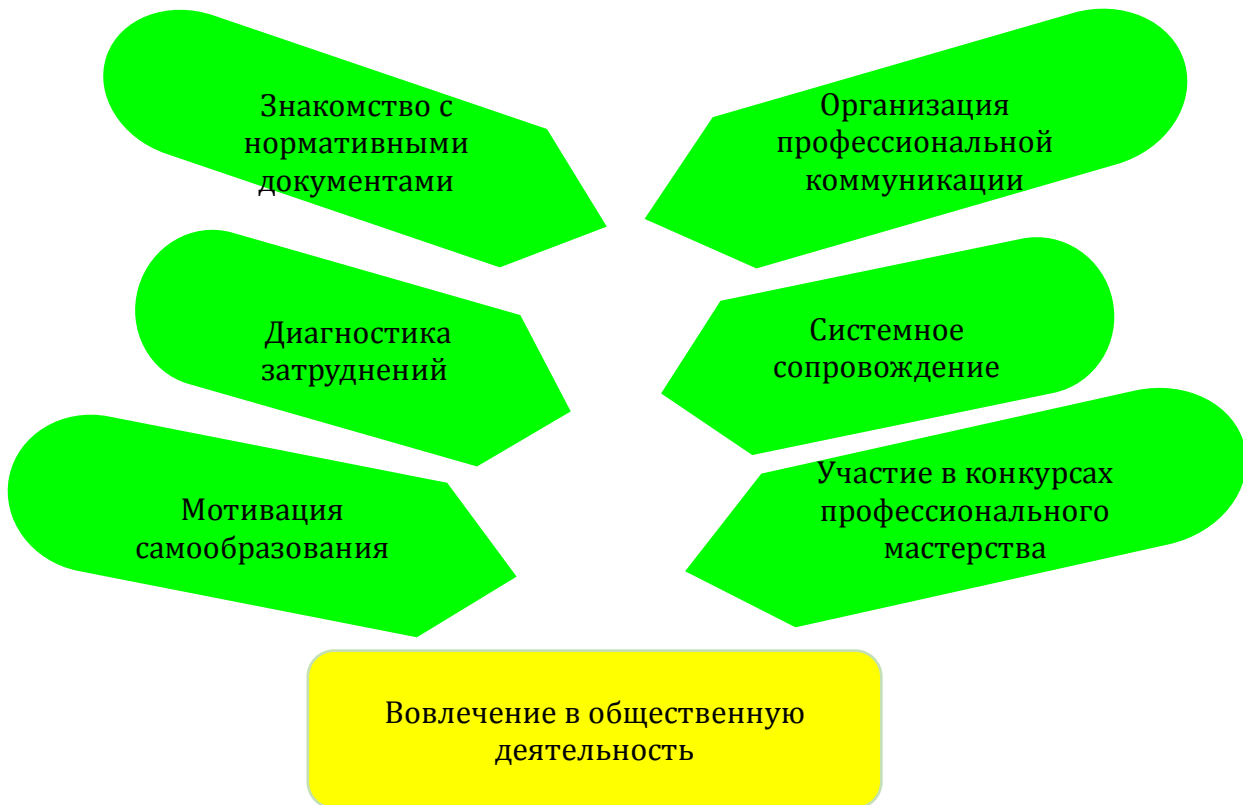 Знакомство с
нормативными
документами
Организация
профессиональной
коммуникации
Диагностика
затруднений
Системное
сопровождение
Мотивация
самообразования
Участие в конкурсах
профессионального
мастерства
Вовлечение в общественную
деятельность